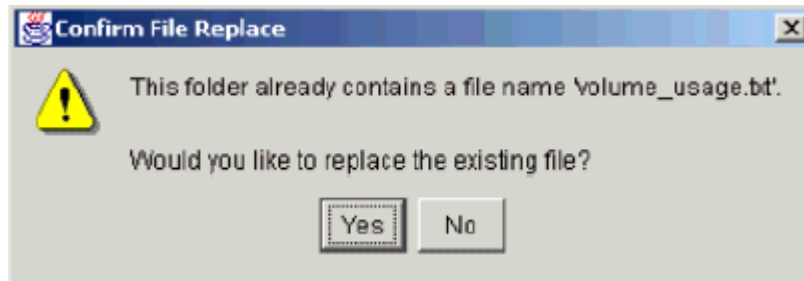 Confirm File Replace
This folder already contains a file name 'volume_usage.txt'.
Would you like to replace the existing file?
Yes No